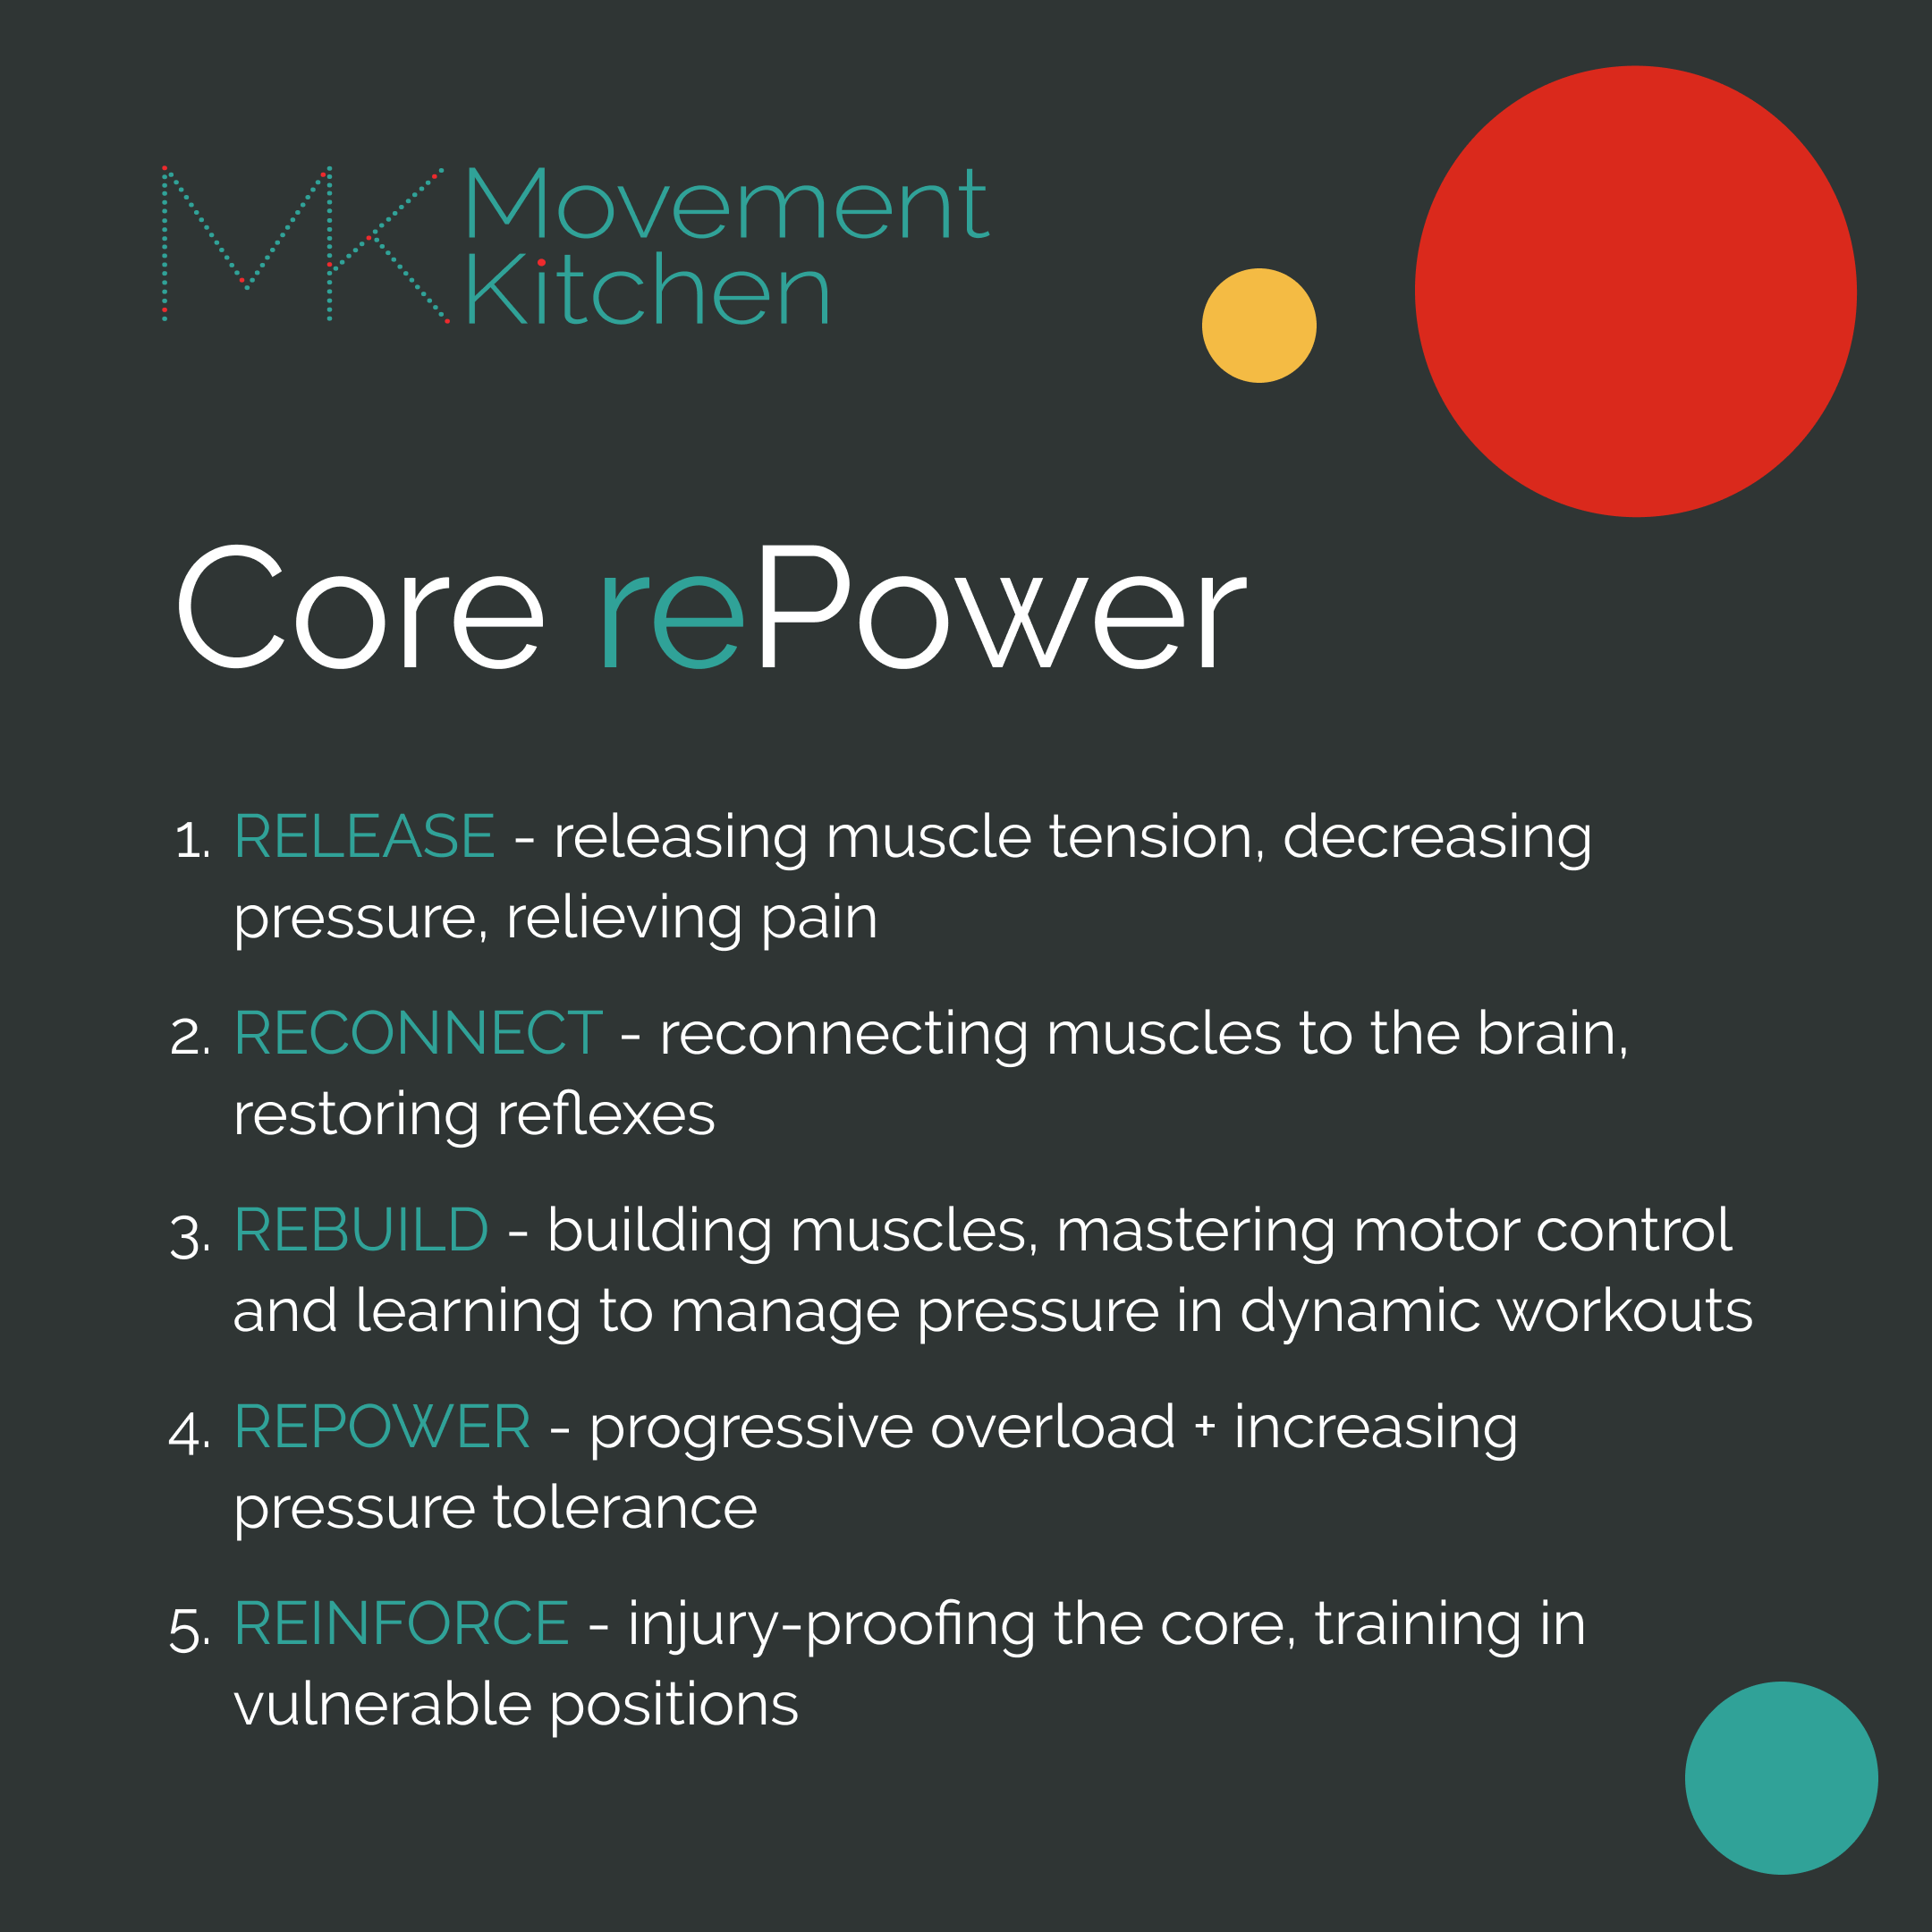 MK
Movement
Kitchen
Core rePower
1. RELEASE - releasing muscle tension, decreasing
pressure, relieving pain
2. RECONNECT - reconnecting muscles to the brain,
restoring reflexes
3. REBUILD - building muscles, mastering motor control
and learning to manage pressure in dynamic workouts
4. REPOWER - progressive overload + increasing
pressure tolerance
5. REINFORCE - injury-proofing the core, training in
vulnerable positions